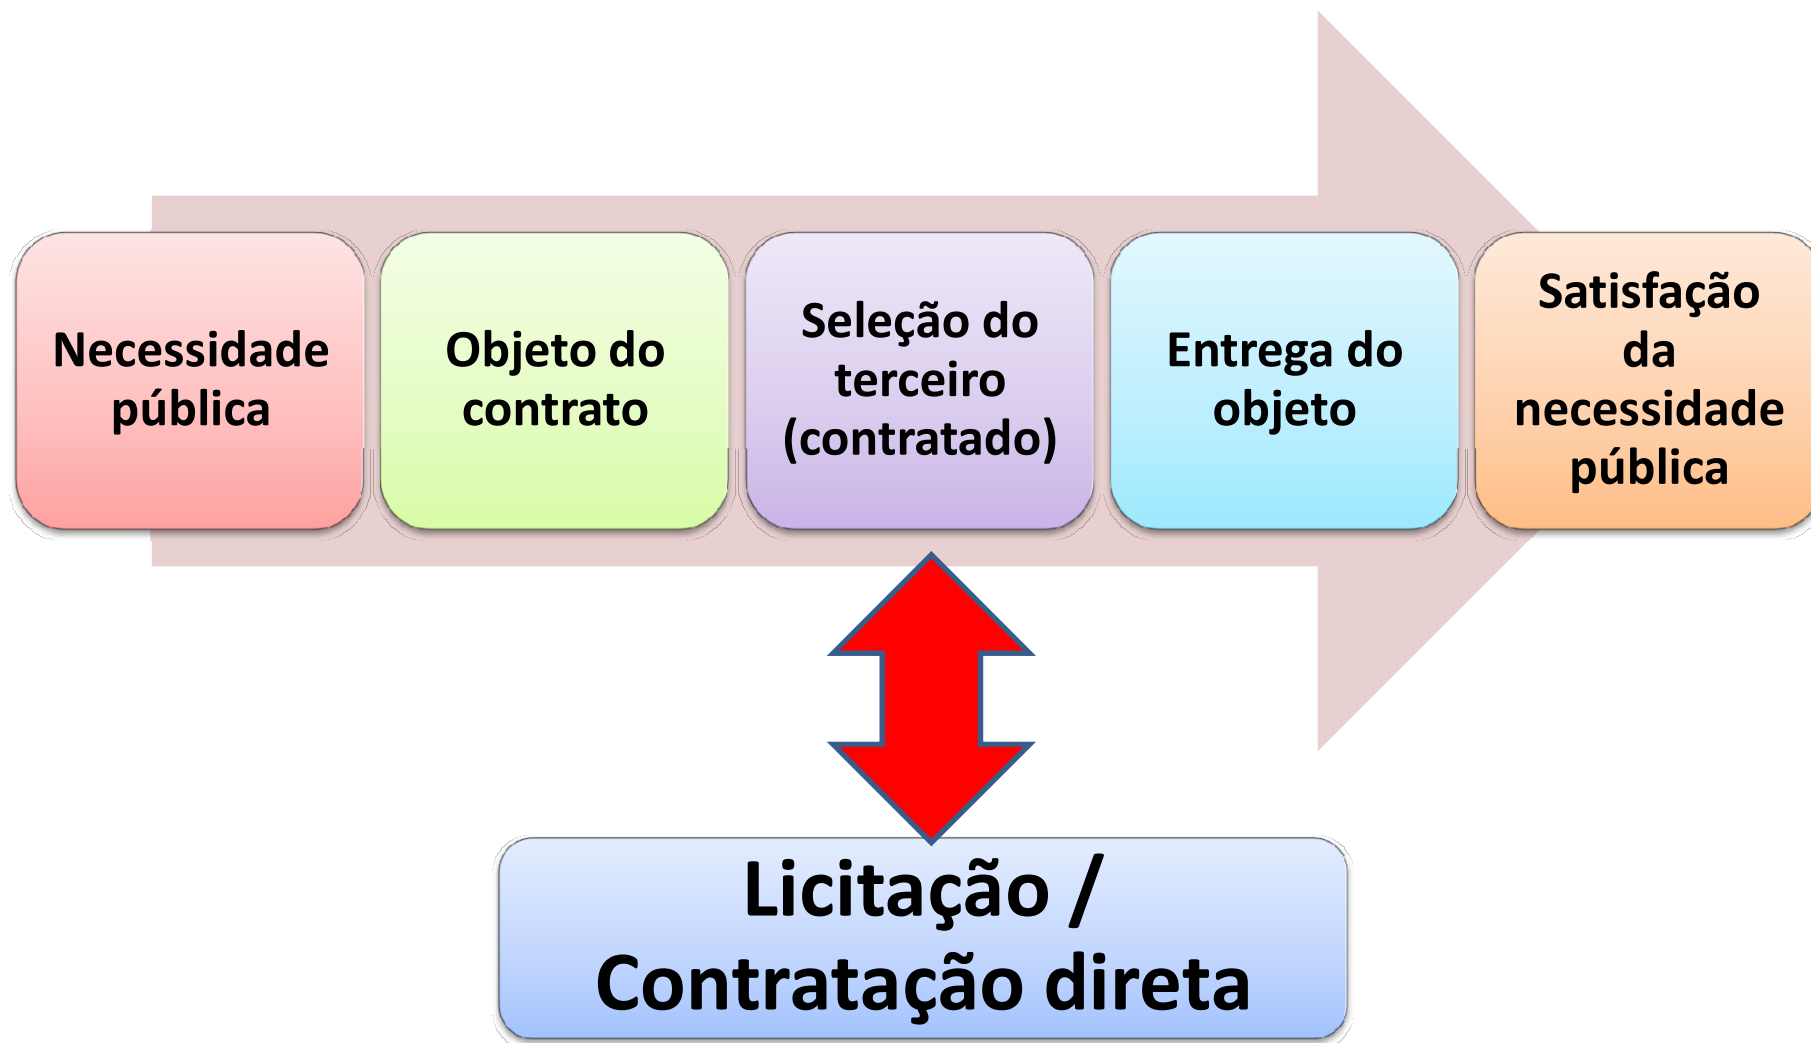 Necessidade
pública
Objeto do
contrato
Seleção do
terceiro
(contratado)
Entrega do
objeto
Satisfação
da
necessidade
pública
Licitação /
Contratação direta